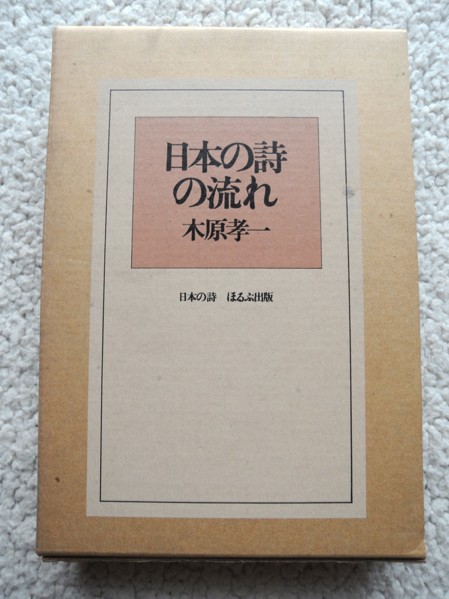 日本の詩
の流れ
木原孝一
日本の詩 ほるぷ出版